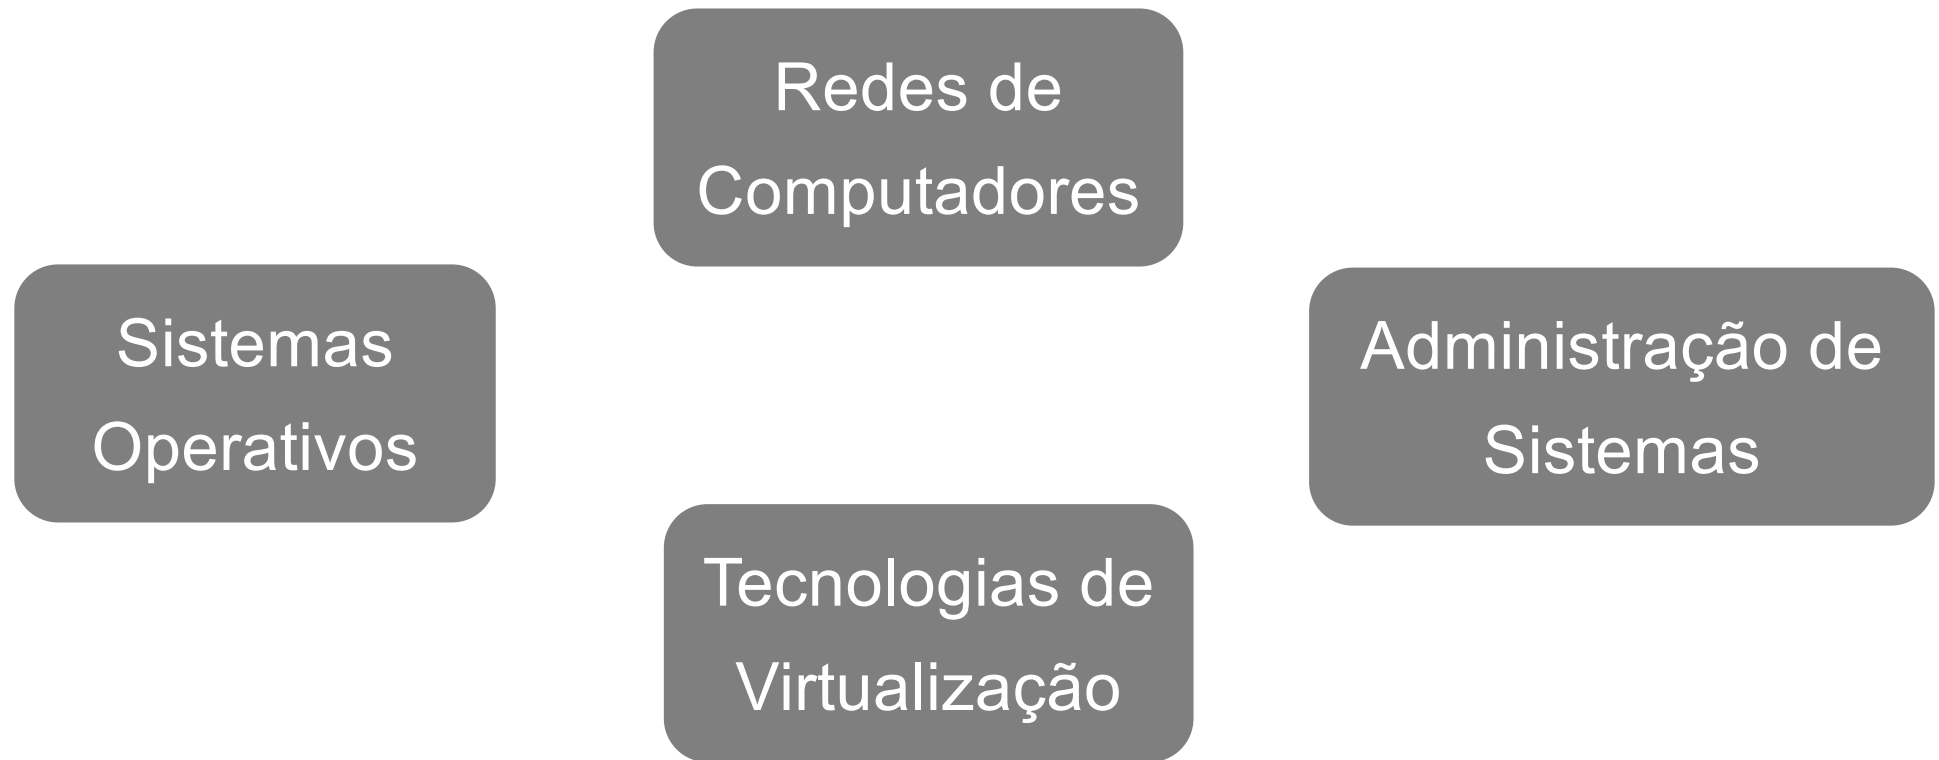 Redes de
Computadores
Sistemas
Operativos
Administração de
Sistemas
Tecnologias de
Virtualização